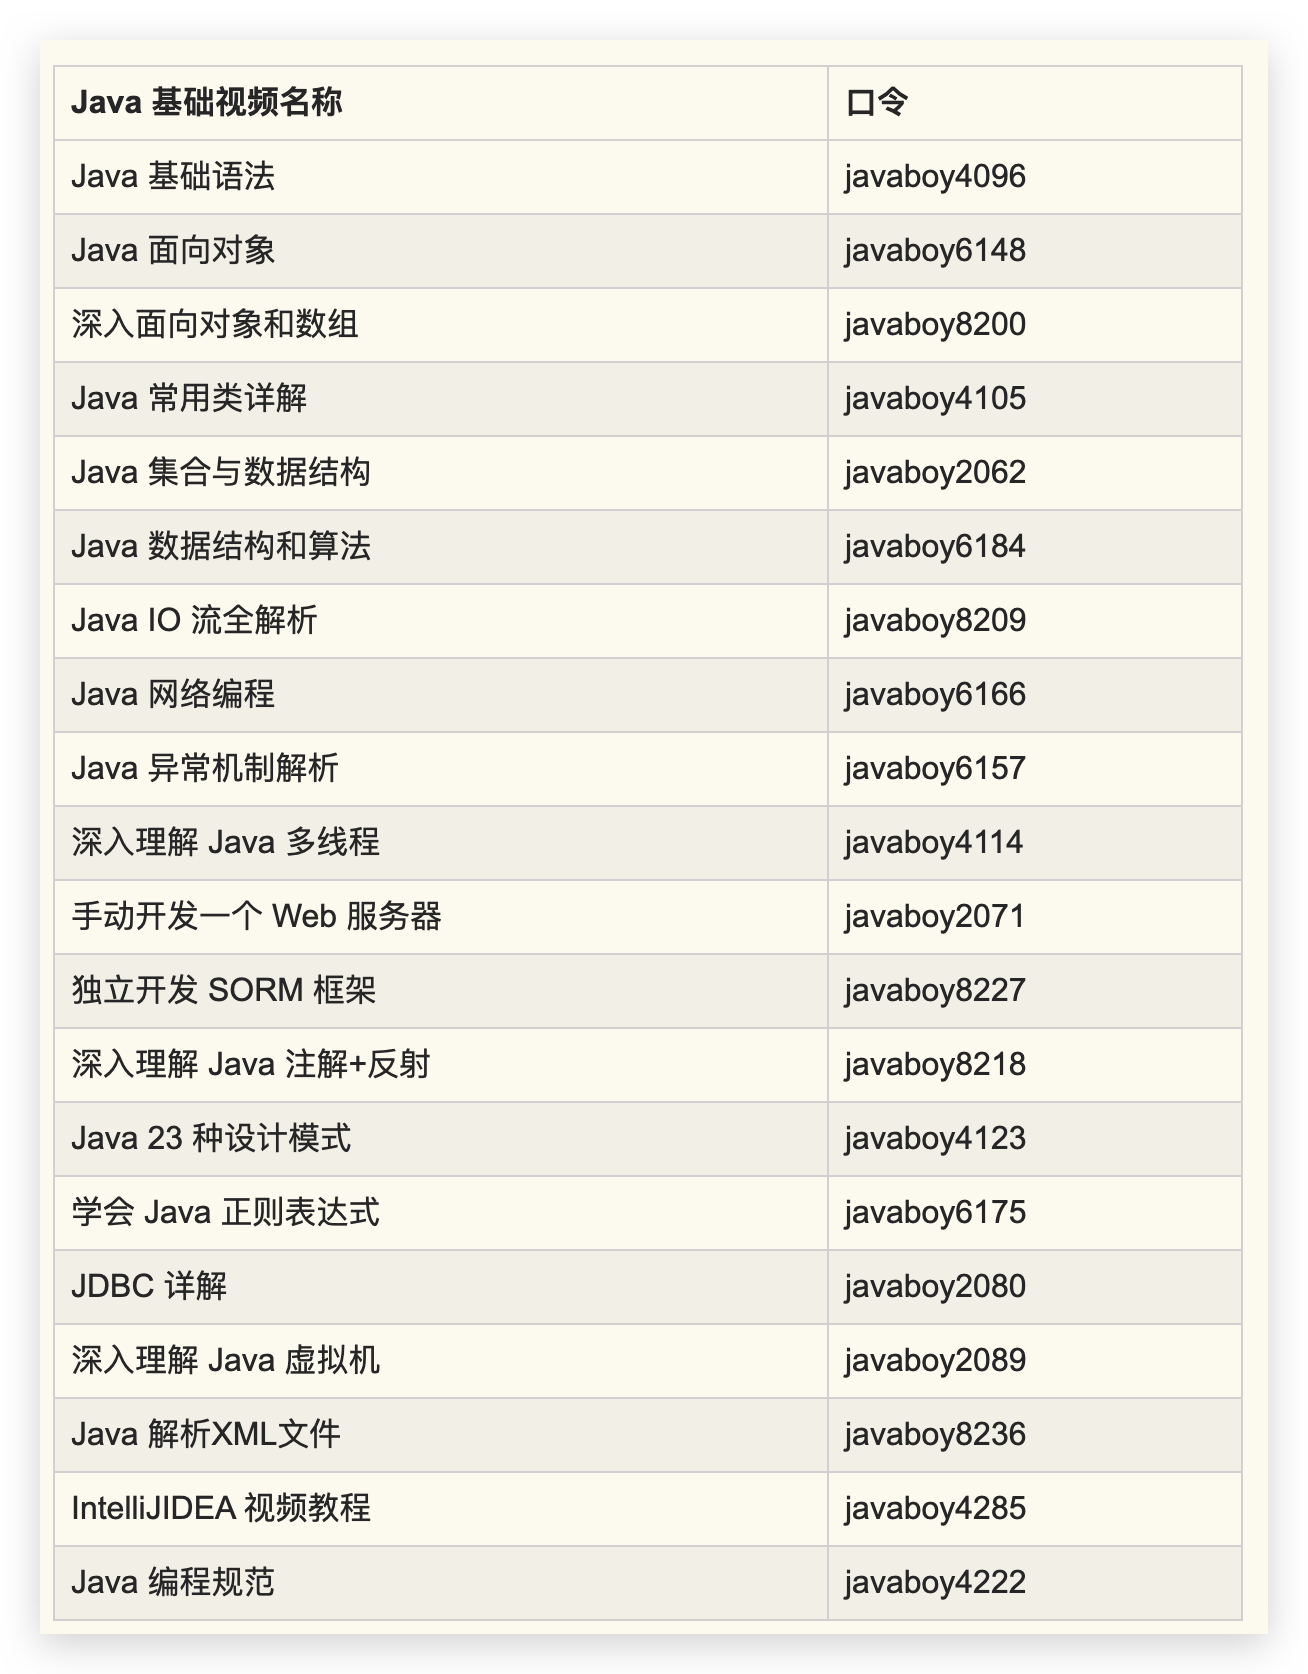 Java 基础视频名称 口令
Java 基础语法 javaboy4096
Java 面向对象 javaboy6148
深入面向对象和数组 javaboy8200
Java 常用类详解 javaboy4105
Java 集合与数据结构 javaboy2062
Java 数据结构和算法 javaboy6184
Java IO 流全解析 javaboy8209
Java 网络编程 javaboy6166
Java 异常机制解析 javaboy6157
深入理解 Java 多线程 javaboy4114
手动开发一个 Web 服务器 javaboy2071
独立开发 SORM 框架 javaboy8227
深入理解 Java 注解+反射 javaboy8218
Java 23 种设计模式 javaboy4123
学会 Java 正则表达式 javaboy6175
JDBC 详解 javaboy2080
深入理解 Java 虚拟机 javaboy2089
Java 解析XML文件 javaboy8236
IntelliJIDEA 视频教程 javaboy4285
Java 编程规范 javaboy4222